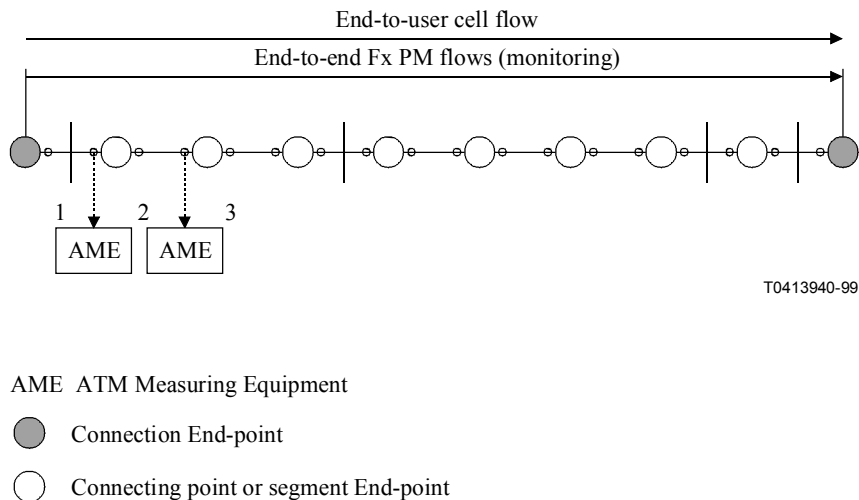 End-to-user cell flow
End-to-end Fx PM flows (monitoring)
1 2 3
AME AME
T0413940-99
AME ATM Measuring Equipment
Connection End-point
Connecting point or segment End-point